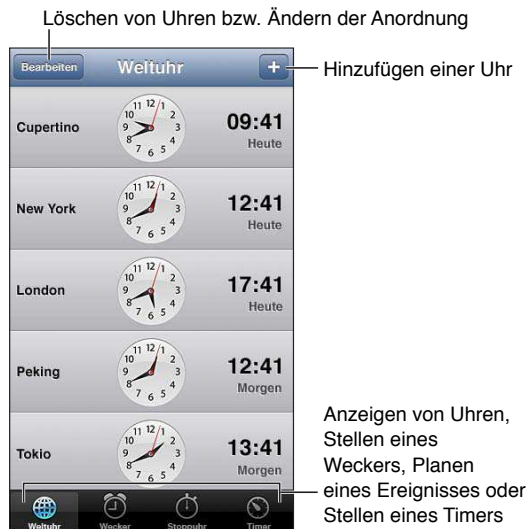 Löschen von Uhren bzw. Ändern der Anordnung
Bearbeiten Weltuhr +
Hinzufügen einer Uhr
Cupertino 09:41
Heute
New York 12:41
Heute
London 17:41
Heute
Peking 12:41
Morgen
Tokio 13:41
Morgen
Weltuhr Wecker Stoppuhr Timer
Anzeigen von Uhren,
Stellen eines
Weckers, Planen
eines Ereignisses oder
Stellen eines Timers